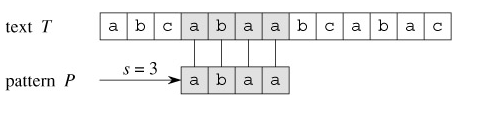 text T a b c a b a a b c a b a c
s = 3
pattern P a b a a